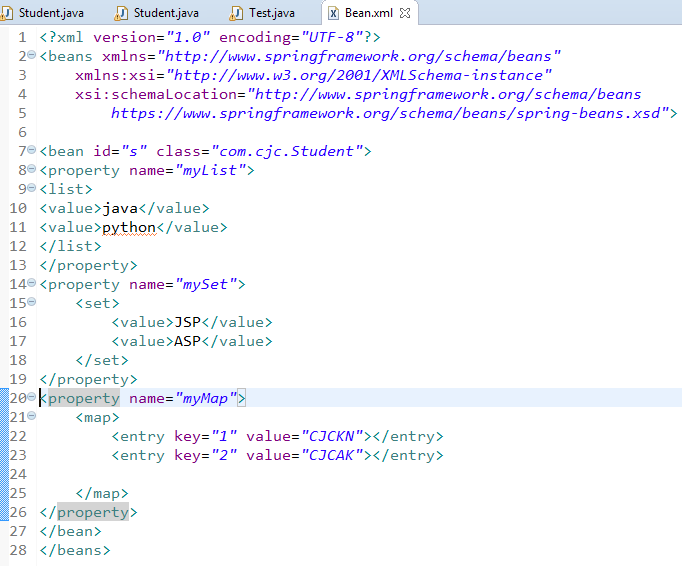 Student.java Student.java Test.java Bean.xml
1 <?xml version="1.0" encoding="UTF-8"?>
2 <beans xmlns="http://www.springframework.org/schema/beans"
3     xmlns:xsi="http://www.w3.org/2001/XMLSchema-instance"
4     xsi:schemaLocation="http://www.springframework.org/schema/beans
5         https://www.springframework.org/schema/beans/spring-beans.xsd">
6
7 <bean id="s" class="com.cjc.Student">
8 <property name="myList">
9 <list>
10 <value>java</value>
11 <value>python</value>
12 </list>
13 </property>
14 <property name="mySet">
15     <set>
16         <value>JSP</value>
17         <value>ASP</value>
18     </set>
19 </property>
20 <property name="myMap">
21     <map>
22         <entry key="1" value="CJCKN"></entry>
23         <entry key="2" value="CJCAK"></entry>
24
25     </map>
26 </property>
27 </bean>
28 </beans>